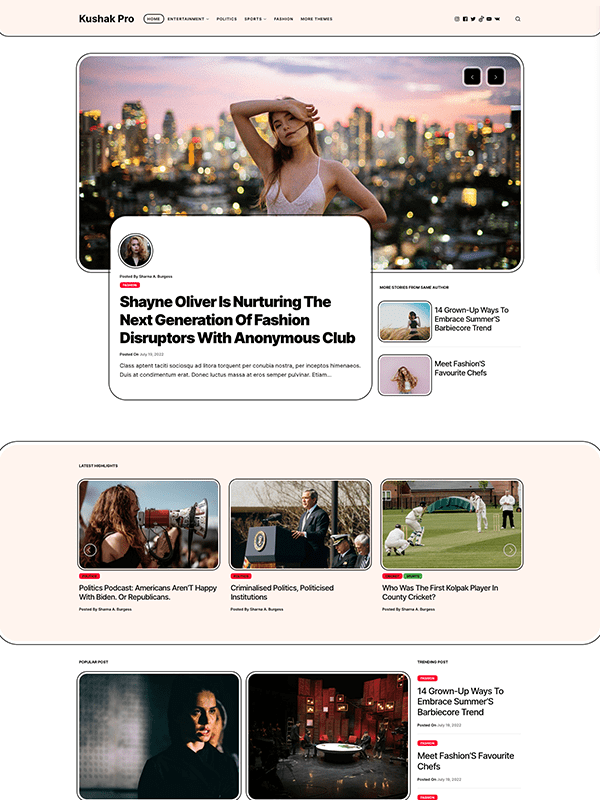 Kushak Pro
HOME
ENTERTAINMENT
POLITICS
SPORTS
FASHION
MORE THEMES
Posted By Sharna A. Burgess
FASHION
Shayne Oliver Is Nurturing The
Next Generation Of Fashion
Disruptors With Anonymous Club
Posted On July 19, 2022
Class aptent taciti sociosqu ad litora torquent per conubia nostra, per inceptos himenaeos.
Duis at condimentum erat. Donec luctus massa at eros semper pulvinar. Etiam...
MORE STORIES FROM SAME AUTHOR
14 Grown-Up Ways To
Embrace Summer'S
Barbiecore Trend
Meet Fashion'S
Favourite Chefs
LATEST HIGHLIGHTS
POLITICS
Politics Podcast: Americans Aren'T Happy
With Biden. Or Republicans.
Posted By Sharna A. Burgess
POLITICS
Criminalised Politics, Politicised
Institutions
Posted By Sharna A. Burgess
CRICKET
SPORTS
Who Was The First Kolpak Player In
County Cricket?
Posted By Sharna A. Burgess
POPULAR POST
TRENDING POST
FASHION
14 Grown-Up Ways To
Embrace Summer'S
Barbiecore Trend
Posted On July 19, 2022
FASHION
Meet Fashion'S Favourite
Chefs
Posted On July 19, 2022
FASHION